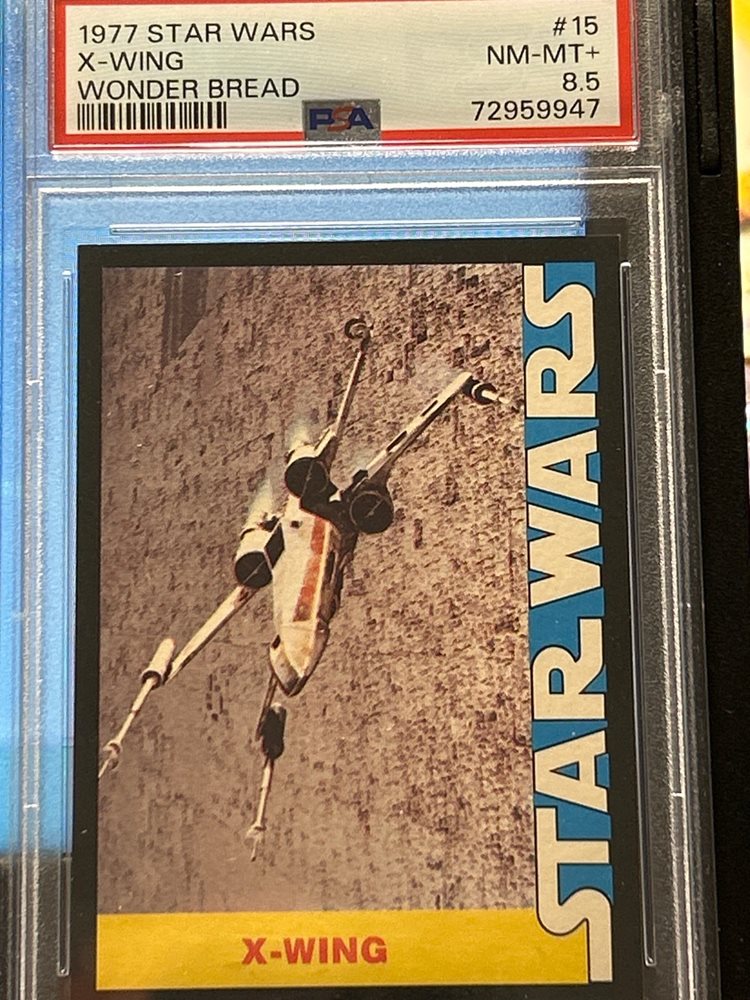 1977 STAR WARS #15
X-WING NM-MT+
WONDER BREAD 8.5
PSA 72959947
STAR WARS
X-WING